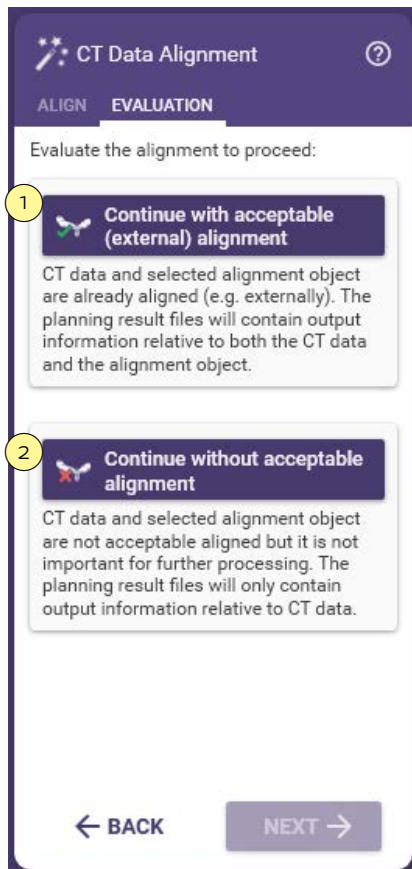 CT Data Alignment
ALIGN EVALUATION
Evaluate the alignment to proceed:
1
Continue with acceptable
(external) alignment
CT data and selected alignment object
are already aligned (e.g. externally). The
planning result files will contain output
information relative to both the CT data
and the alignment object.
2
Continue without acceptable
alignment
CT data and selected alignment object
are not acceptable aligned but it is not
important for further processing. The
planning result files will only contain
output information relative to CT data.
BACK NEXT